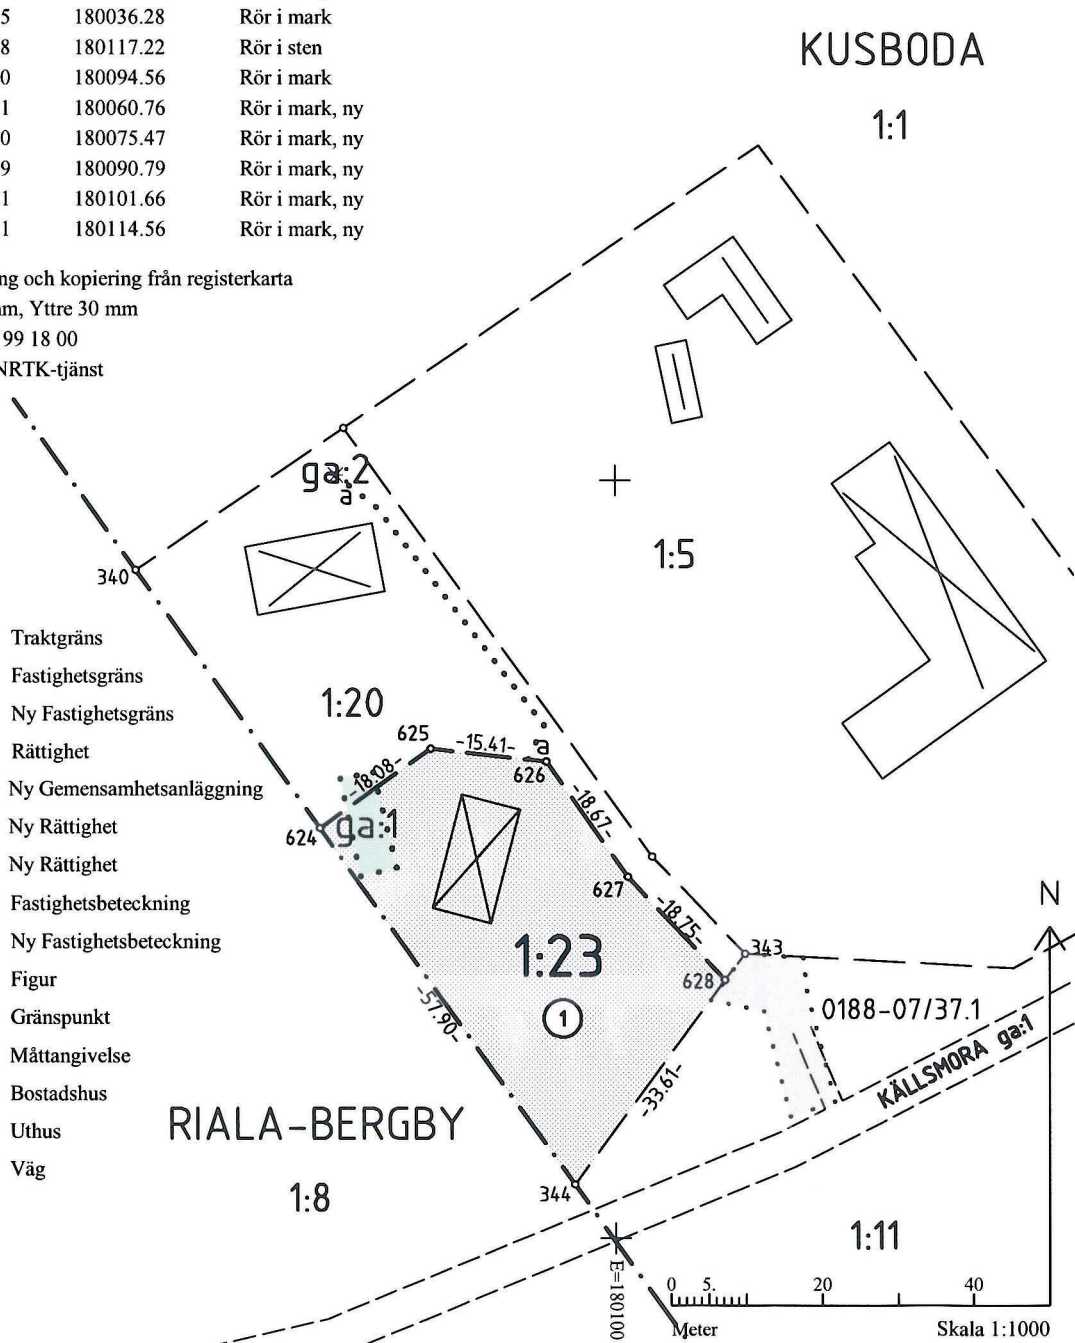 5 180036.28 Rör i mark
8 180117.22 Rör i sten
0 180094.56 Rör i mark
1 180060.76 Rör i mark, ny
0 180075.47 Rör i mark, ny
9 180090.79 Rör i mark, ny
1 180101.66 Rör i mark, ny
1 180114.56 Rör i mark, ny
ng och kopiering från registerkarta
nm, Yttre 30 mm
99 18 00
NRTK-tjänst
KUSBODA
1:1
ga:2
a
1:5
340
Traktgräns
Fastighetsgräns
Ny Fastighetsgräns
Rättighet
Ny Gemensamhetsanläggning
Ny Rättighet
Ny Rättighet
Fastighetsbeteckning
Ny Fastighetsbeteckning
Figur
Gränspunkt
Måttangivelse
Bostadshus
Uthus
Väg
1:20
625
-15.41-
a
626
-18.08-
624
ga:1
-18.67-
627
-18.75-
343
628
1:23
1
-57.90-
-33.61-
344
N
0188-07/37.1
KÄLLSMORA ga:1
RIALA-BERGBY
1:8
1:11
E=180100
0 5. 20 40
Meter
Skala 1:1000